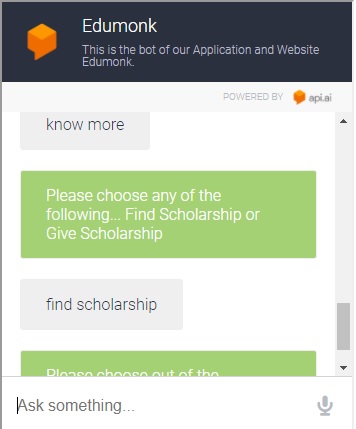 Edumonk
This is the bot of our Application and Website
Edumonk.
POWERED BY api.ai
know more
Please choose any of the
following... Find Scholarship or
Give Scholarship
find scholarship
Please choose out of the
Ask something...